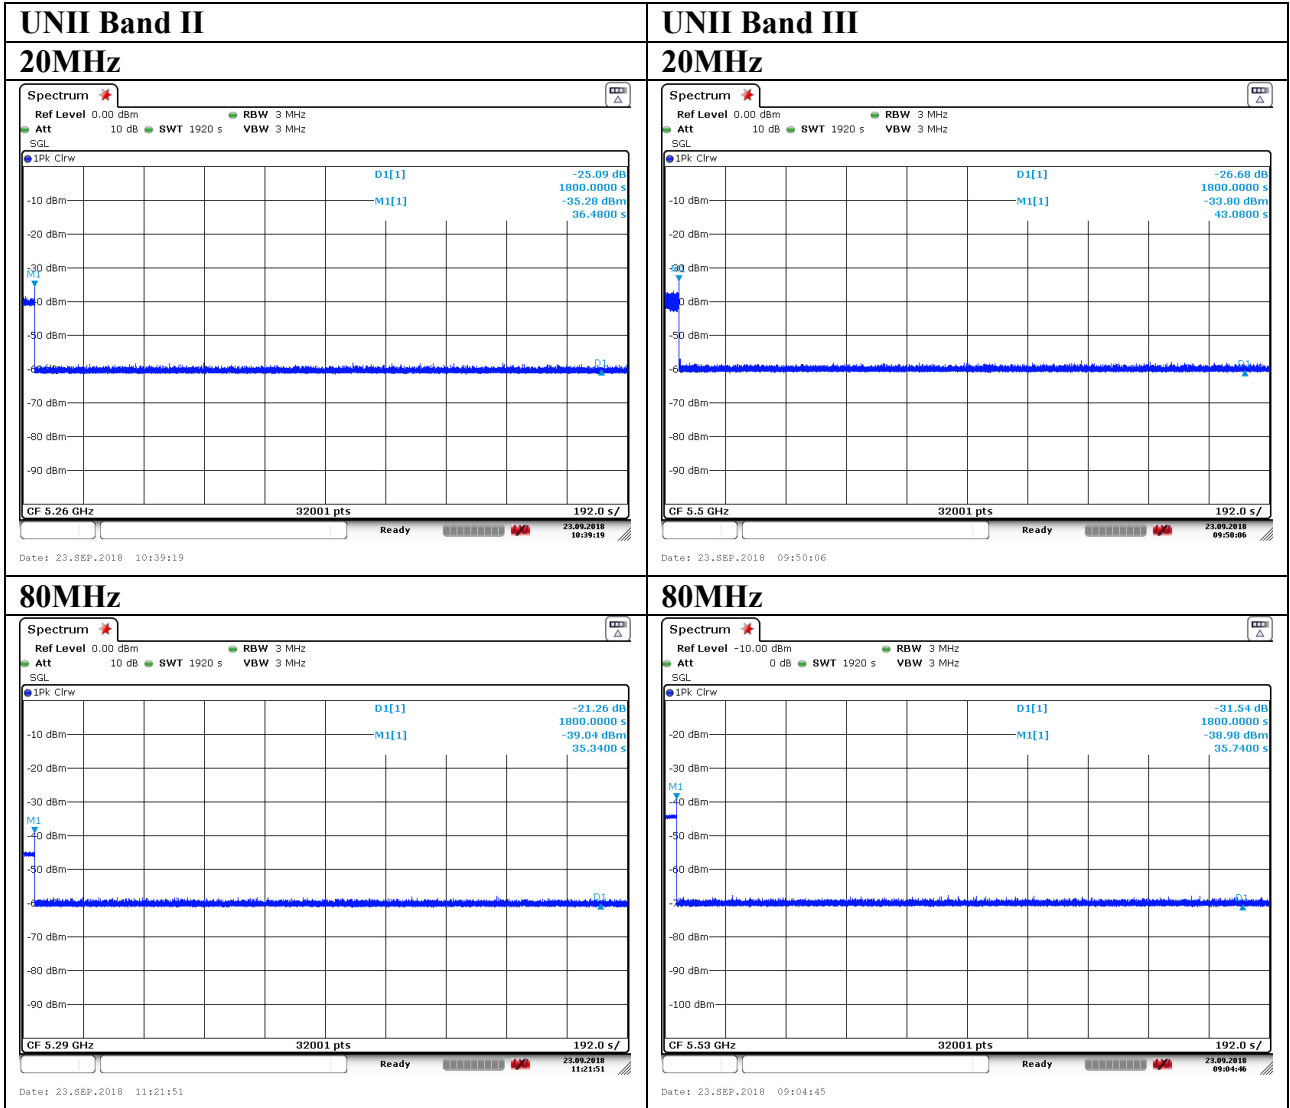 UNII Band II
UNII Band III
20MHz
20MHz
Spectrum
Ref Level 0.00 dBm RBW 3 MHz
Att 10 dB SWT 1920 s VBW 3 MHz
SGL
1Pk Clrw
D1[1] -25.09 dB
1800.0000 s
M1[1] -35.28 dBm
36.4800 s
-10 dBm
-20 dBm
-30 dBm
M1
-50 dBm
D1
-70 dBm
-80 dBm
-90 dBm
CF 5.26 GHz 32001 pts 192.0 s/
Ready 23.09.2018
10:39:19
Date: 23.SEP.2018 10:39:19
Spectrum
Ref Level 0.00 dBm RBW 3 MHz
Att 10 dB SWT 1920 s VBW 3 MHz
SGL
1Pk Clrw
D1[1] -26.68 dB
1800.0000 s
M1[1] -33.80 dBm
43.0800 s
-10 dBm
-20 dBm
-50 dBm
D1
-70 dBm
-80 dBm
-90 dBm
CF 5.5 GHz 32001 pts 192.0 s/
Ready 23.09.2018
09:50:06
Date: 23.SEP.2018 09:50:06
80MHz
80MHz
Spectrum
Ref Level 0.00 dBm RBW 3 MHz
Att 10 dB SWT 1920 s VBW 3 MHz
SGL
1Pk Clrw
D1[1] -21.26 dB
1800.0000 s
M1[1] -39.04 dBm
35.3400 s
-10 dBm
-20 dBm
-30 dBm
M1
-40 dBm
-50 dBm
D1
-70 dBm
-80 dBm
-90 dBm
CF 5.29 GHz 32001 pts 192.0 s/
Ready 23.09.2018
11:21:51
Date: 23.SEP.2018 11:21:51
Spectrum
Ref Level -10.00 dBm RBW 3 MHz
Att 0 dB SWT 1920 s VBW 3 MHz
SGL
1Pk Clrw
D1[1] -31.54 dB
1800.0000 s
M1[1] -38.98 dBm
35.7400 s
-20 dBm
-30 dBm
M1
-40 dBm
-50 dBm
-60 dBm
D1
-80 dBm
-90 dBm
-100 dBm
CF 5.53 GHz 32001 pts 192.0 s/
Ready 23.09.2018
09:04:46
Date: 23.SEP.2018 09:04:45